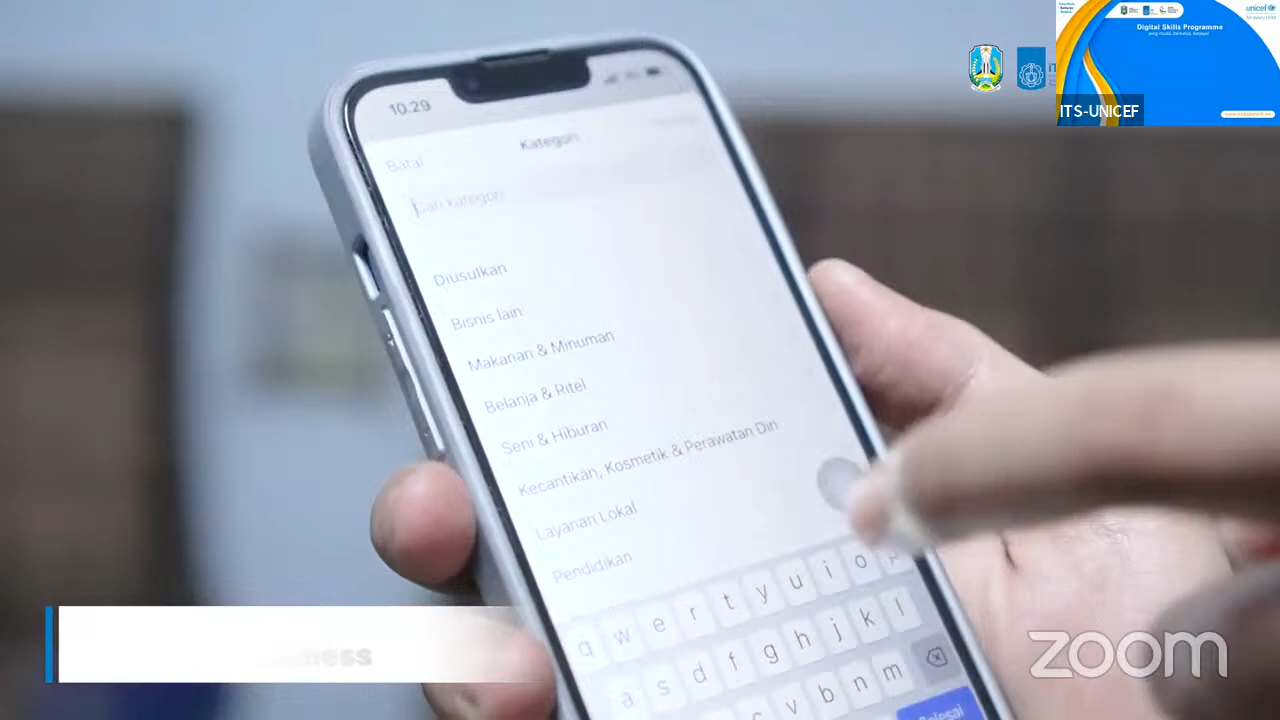 10.29
Batal
Kategori
Cari kategori
Diusulkan
Bisnis lain
Makanan & Minuman
Belanja & Ritel
Seni & Hiburan
Kecantikan, Kosmetik & Perawatan Diri
Layanan Lokal
Pendidikan
q w e r t y u i o p
a s d f g h j k l
c v b n m
Selesai
unicef
Digital Skills Programme
ITS-UNICEF
zoom